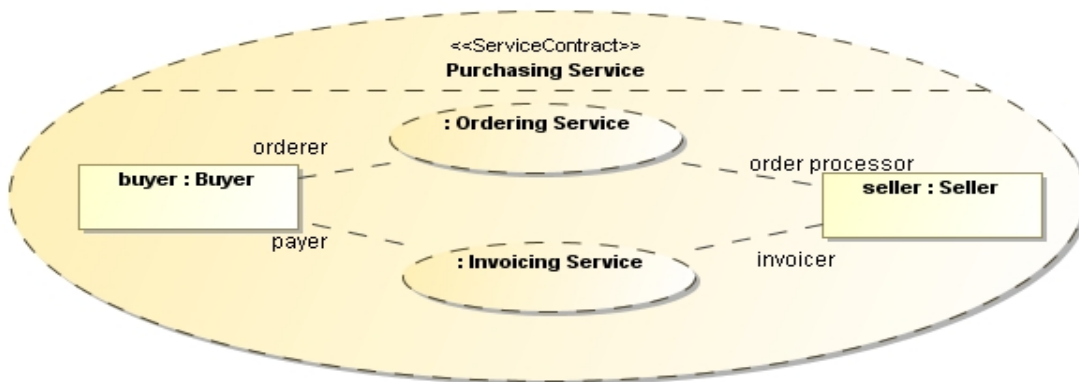 <<ServiceContract>>
Purchasing Service
: Ordering Service
orderer
order processor
buyer : Buyer
seller : Seller
payer
: Invoicing Service
invoicer